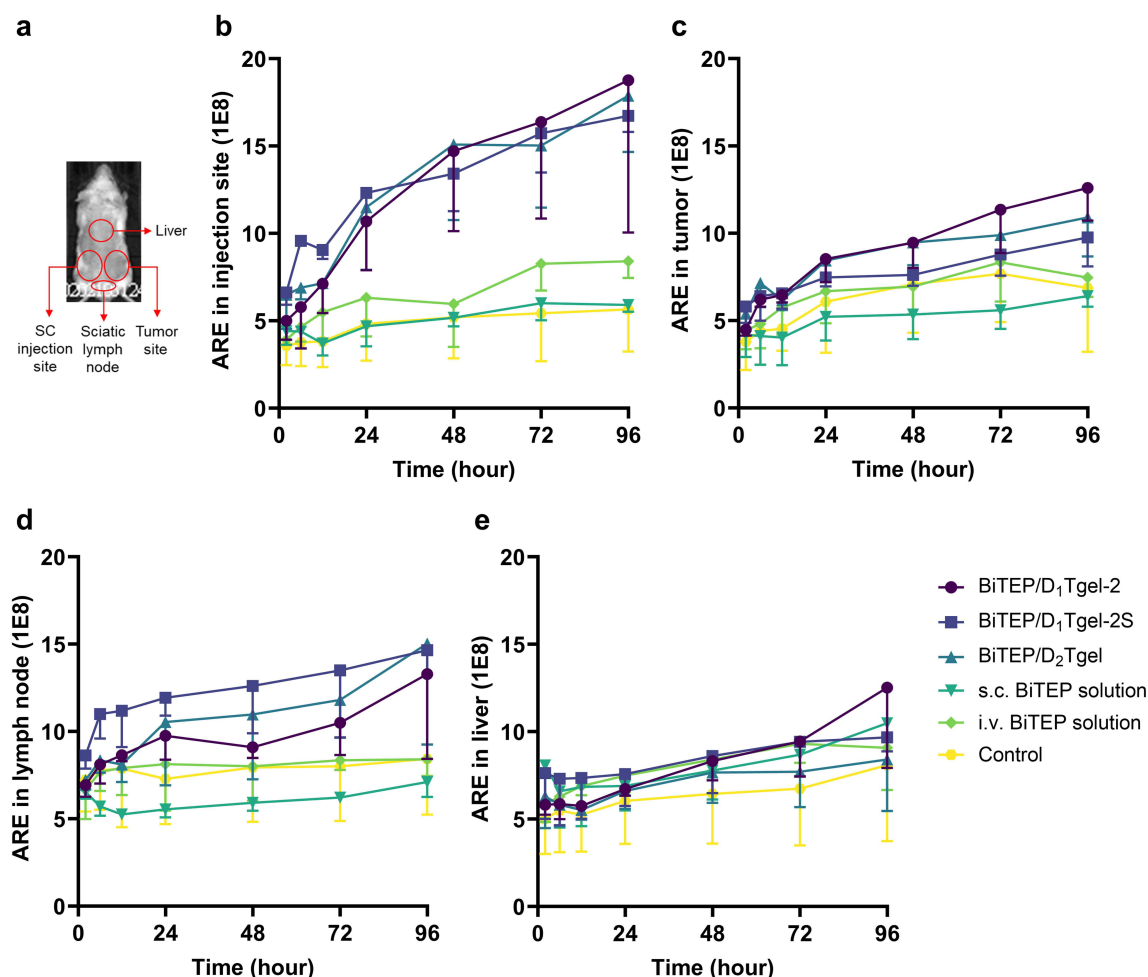 a
b
c
Liver
SC
injection
site
Sciatic
lymph
node
Tumor
site
ARE in injection site (1E8)
20
15
10
5
0
0 24 48 72 96
Time (hour)
ARE in tumor (1E8)
20
15
10
5
0
0 24 48 72 96
Time (hour)
d
e
ARE in lymph node (1E8)
20
15
10
5
0
0 24 48 72 96
Time (hour)
ARE in liver (1E8)
20
15
10
5
0
0 24 48 72 96
Time (hour)
BiTEP/D₁Tgel-2
BiTEP/D₁Tgel-2S
BiTEP/D₂Tgel
s.c. BiTEP solution
i.v. BiTEP solution
Control